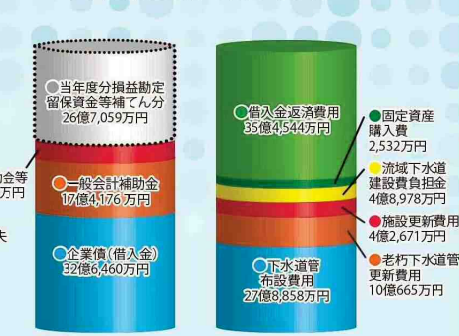 ○当年度分損益勘定
留保資金等補てん分
26億7,059万円
金等
万円
○一般会計補助金
17億4,176万円
夫
○企業債(借入金)
32億6,460万円
●借入金返済費用
35億4,544万円
●固定資産
購入費
2,532万円
●流域下水道
建設費負担金
4億8,978万円
●施設更新費用
4億2,671万円
●老朽下水道管
更新費用
10億665万円
○下水道管
布設費用
27億8,858万円